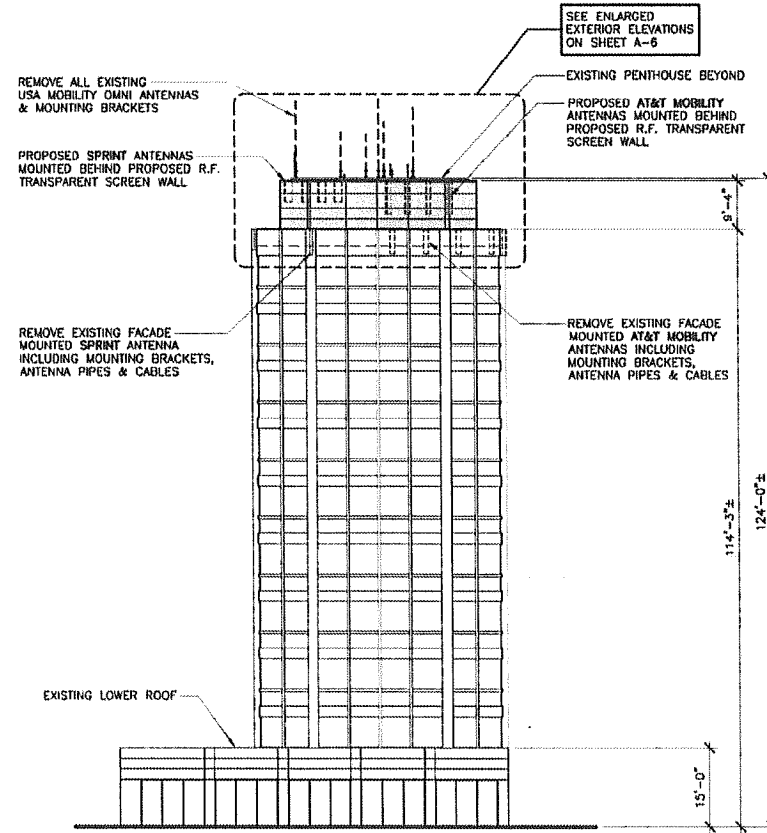 SEE ENLARGED
EXTERIOR ELEVATIONS
ON SHEET A-6
REMOVE ALL EXISTING
USA MOBILITY OMNI ANTENNAS
& MOUNTING BRACKETS
EXISTING PENTHOUSE BEYOND
PROPOSED AT&T MOBILITY
ANTENNAS MOUNTED BEHIND
PROPOSED R.F. TRANSPARENT
SCREEN WALL
PROPOSED SPRINT ANTENNAS
MOUNTED BEHIND PROPOSED R.F.
TRANSPARENT SCREEN WALL
9'-4"
REMOVE EXISTING FACADE
MOUNTED SPRINT ANTENNA
INCLUDING MOUNTING BRACKETS,
ANTENNA PIPES & CABLES
REMOVE EXISTING FACADE
MOUNTED AT&T MOBILITY
ANTENNAS INCLUDING
MOUNTING BRACKETS,
ANTENNA PIPES & CABLES
114'-3"±
124'-0"±
EXISTING LOWER ROOF
15'-0"